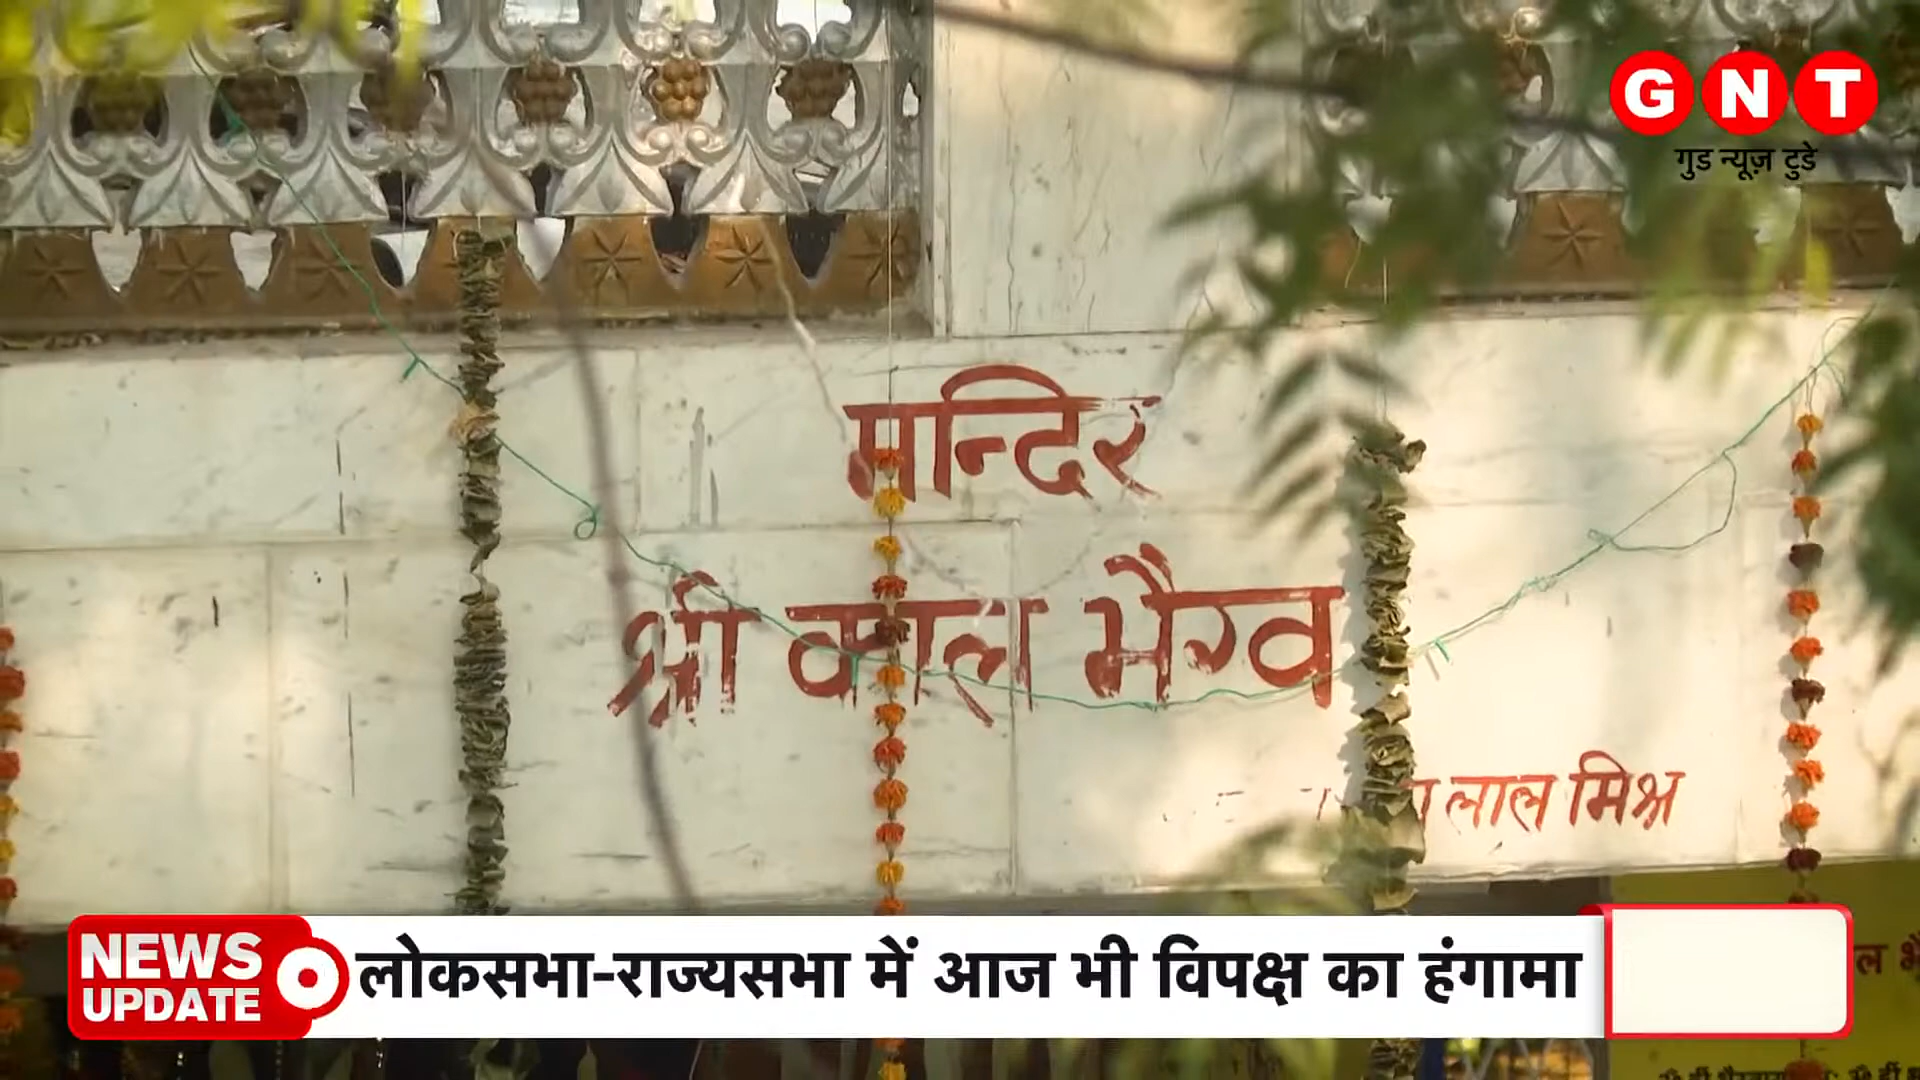 GNT
गुड न्यूज़ टुडे
मन्दिर
श्री काल भैरव
लाल मिश्र
NEWS
UPDATE
लोकसभा-राज्यसभा में आज भी विपक्ष का हंगामा